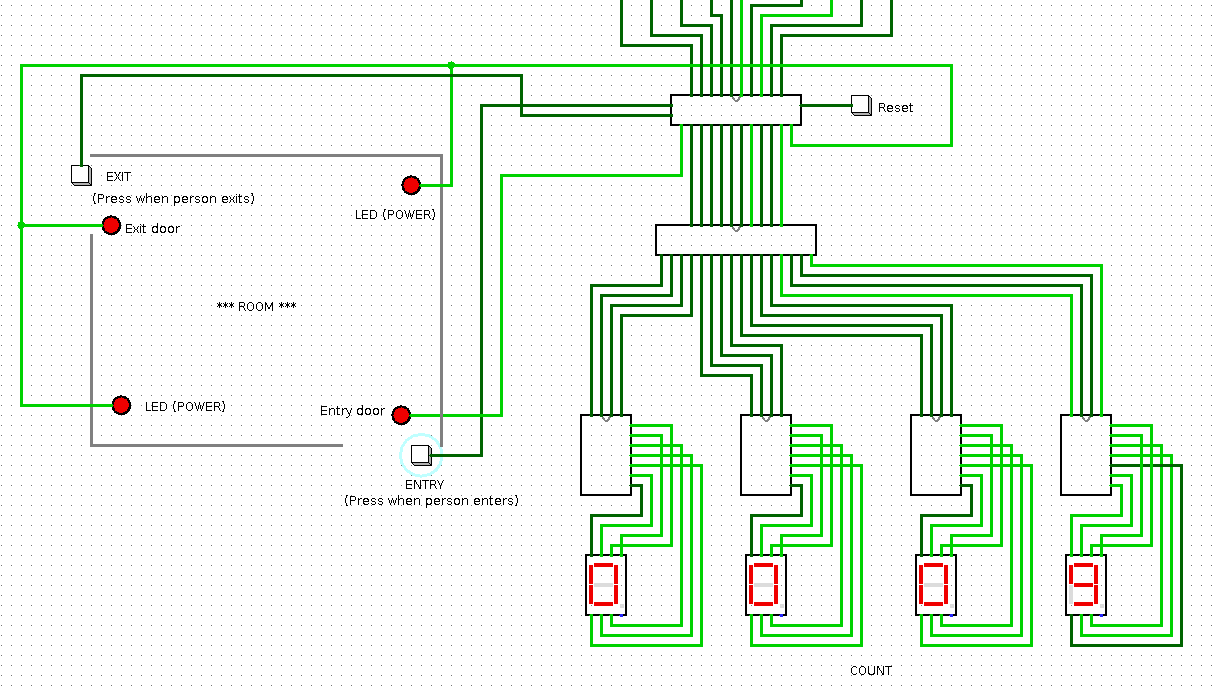 Reset
EXIT
(Press when person exits)
LED (POWER)
Exit door
*** ROOM ***
LED (POWER)
Entry door
ENTRY
(Press when person enters)
0 0 0 9
COUNT